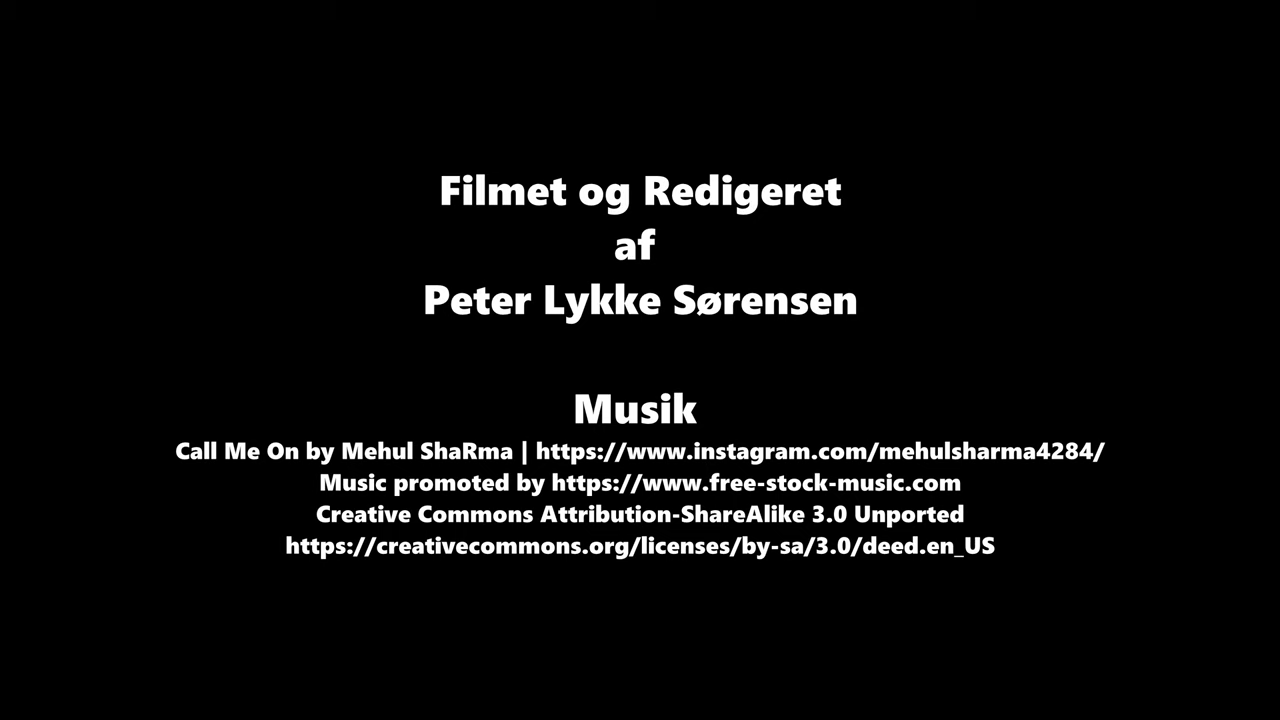 Filmet og Redigeret
af
Peter Lykke Sørensen
Musik
Call Me On by Mehul ShaRma | https://www.instagram.com/mehulsharma4284/
Music promoted by https://www.free-stock-music.com
Creative Commons Attribution-ShareAlike 3.0 Unported
https://creativecommons.org/licenses/by-sa/3.0/deed.en_US